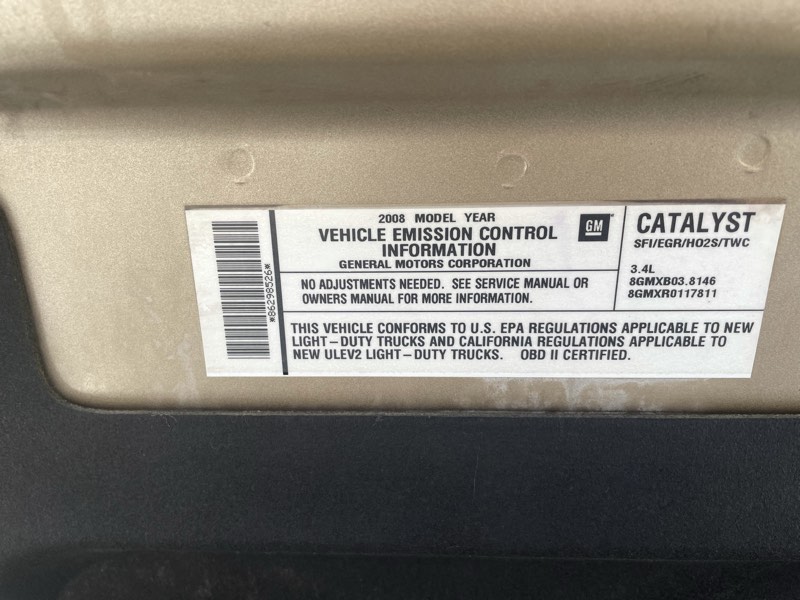 *86298526*
2008 MODEL YEAR
VEHICLE EMISSION CONTROL
INFORMATION
GENERAL MOTORS CORPORATION
GM
NO ADJUSTMENTS NEEDED. SEE SERVICE MANUAL OR
OWNERS MANUAL FOR MORE INFORMATION.
CATALYST
SFI/EGR/HO2S/TWC
3.4L
8GMXB03.8146
8GMXR0117811
THIS VEHICLE CONFORMS TO U.S. EPA REGULATIONS APPLICABLE TO NEW
LIGHT-DUTY TRUCKS AND CALIFORNIA REGULATIONS APPLICABLE TO
NEW ULEV2 LIGHT-DUTY TRUCKS. OBD II CERTIFIED.